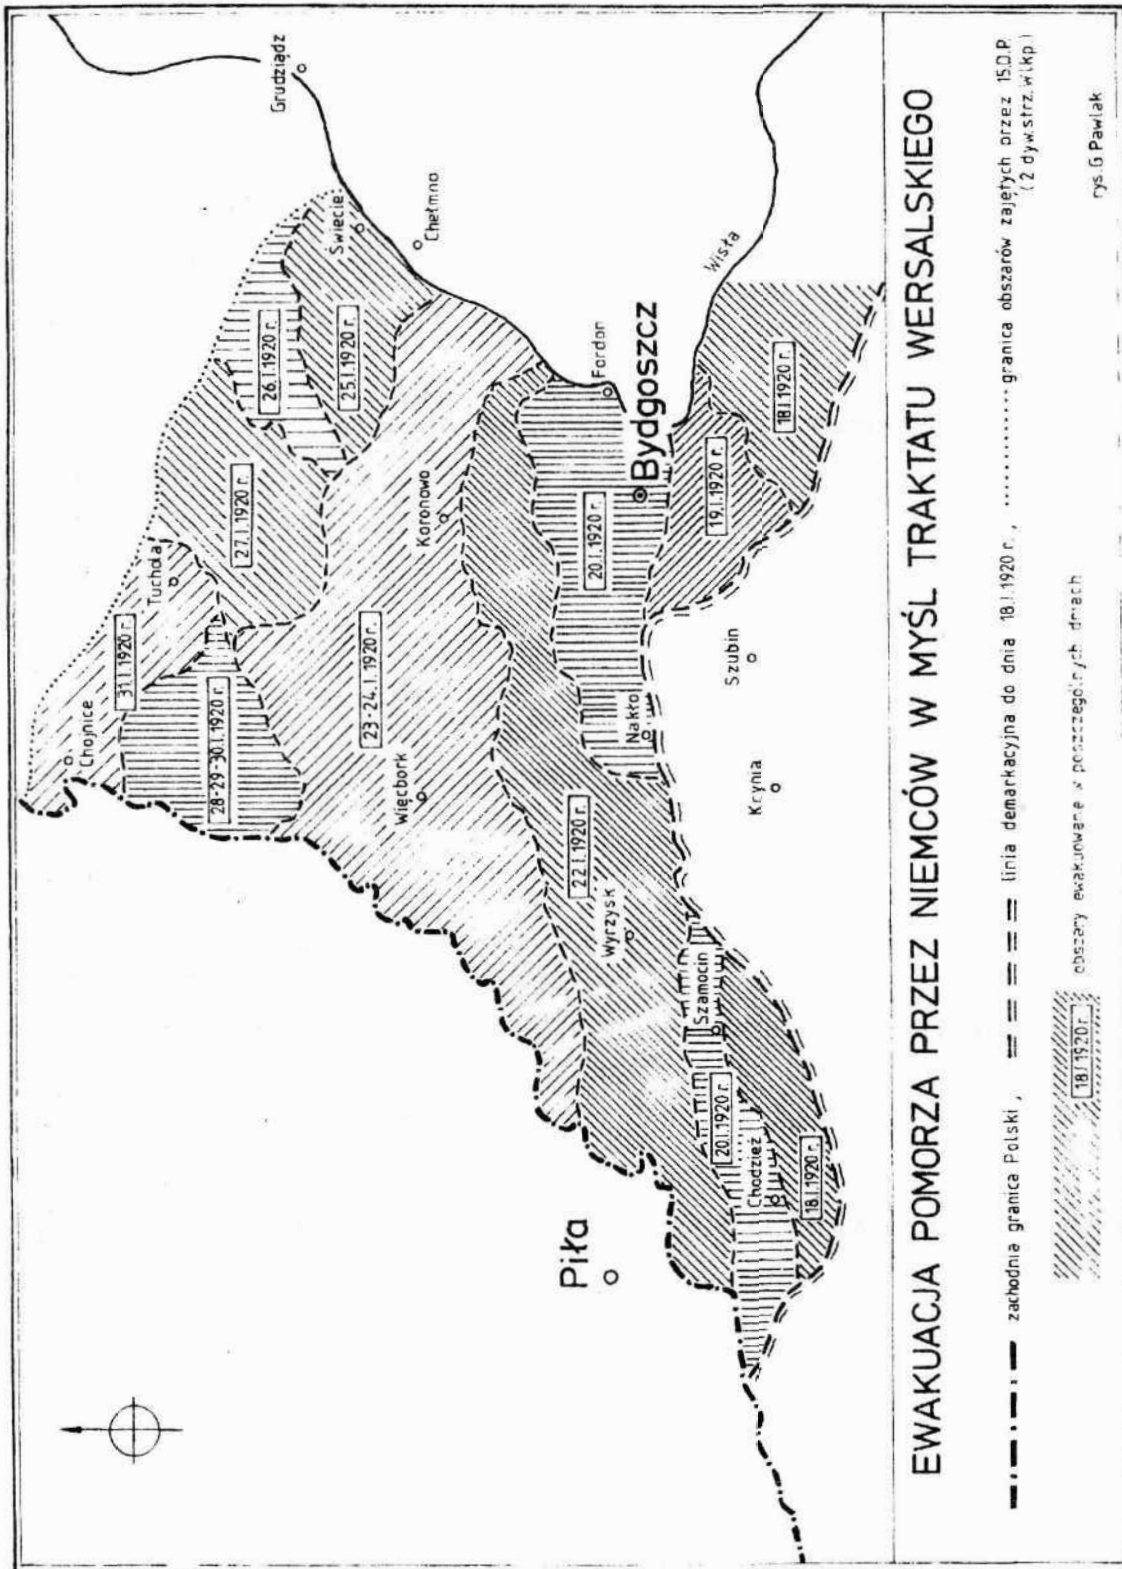 Grudziądz
Świecie
Chełmno
Wisła
26.I.1920 r.
25.I.1920 r.
27.I.1920 r.
Tuchola
31.I.1920 r.
Chojnice
28-29-30.I.1920 r.
23-24.I.1920 r.
Koronowo
Więcbork
Fordon
Bydgoszcz
20.I.1920 r.
19.I.1920 r.
18.I.1920 r.
Nakło
Szubin
Kcynia
22.I.1920 r.
Wyrzysk
Szamocin
20.I.1920 r.
Chodzież
18.I.1920 r.
Piła
EWAKUACJA POMORZA PRZEZ NIEMCÓW W MYŚL TRAKTATU WERSALSKIEGO
zachodnia granica Polski, linia demarkacyjna do dnia 18.I.1920 r., granica obszarów zajętych przez 15.D.P.
(2 dyw.strz.Wlkp.)
18.I.1920 r. obszary ewakuowane w poszczególnych dniach
rys.G Pawlak